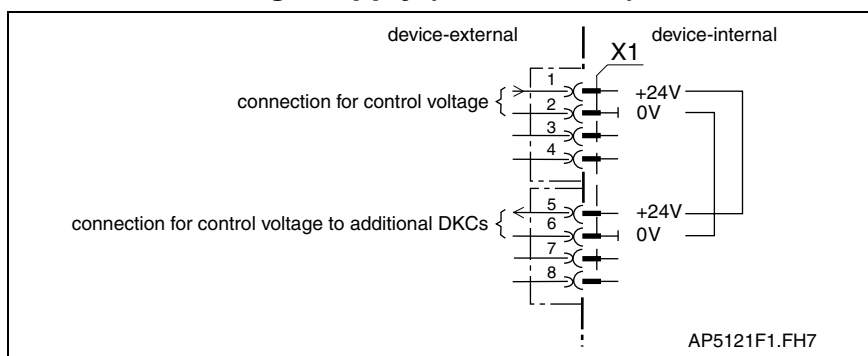 device-external
device-internal
X1
1
connection for control voltage
+24V
2
0V
3
4
5
connection for control voltage to additional DKCs
+24V
6
0V
7
8
AP5121F1.FH7